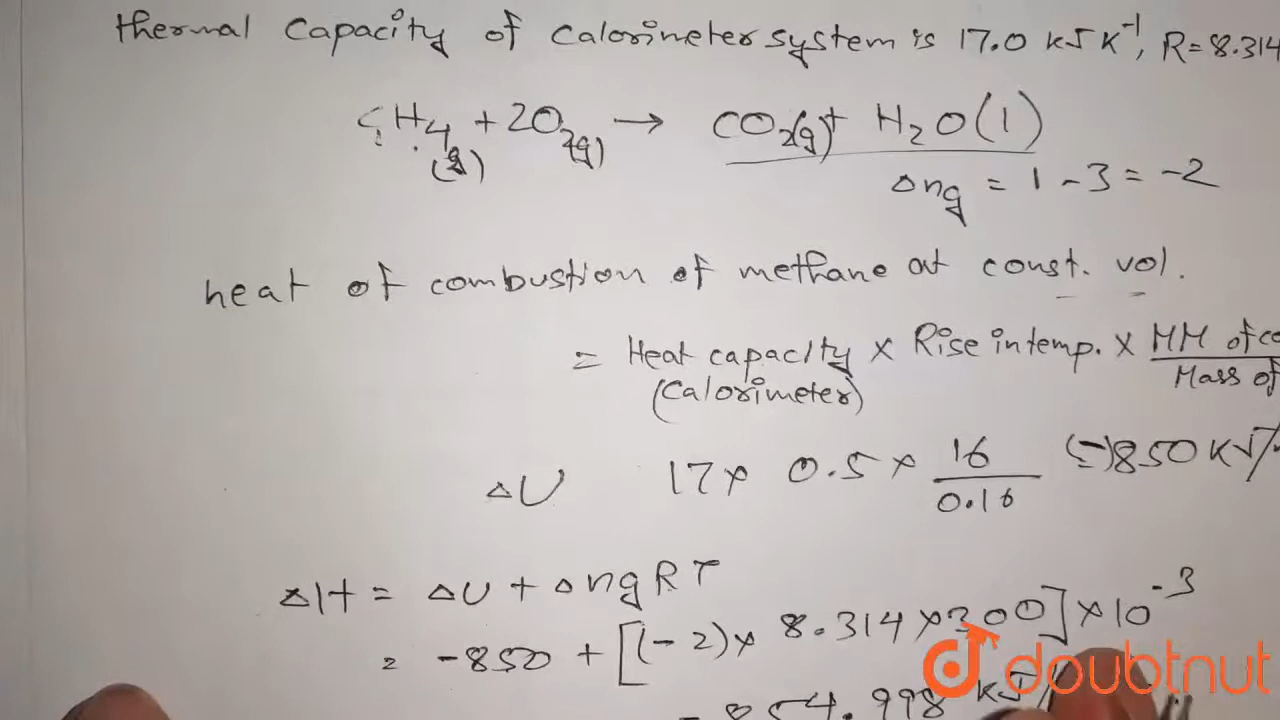 thermal Capacity of Calorimeter system is 17.0 kJ K⁻¹, R = 8.314
CH₄(g) + 2O₂(g) → CO₂(g) + H₂O(l)
Δng = 1 - 3 = -2
heat of combustion of methane at const. vol.
= Heat capacity × Rise in temp. × MM of
(Calorimeter) Mass of
ΔU 17 × 0.5 × 16/0.16 (-)850 kJ/
ΔH = ΔU + Δng RT
= -850 + [(-2) × 8.314 × 300] × 10⁻³
- 854.998 kJ/
doubtnut